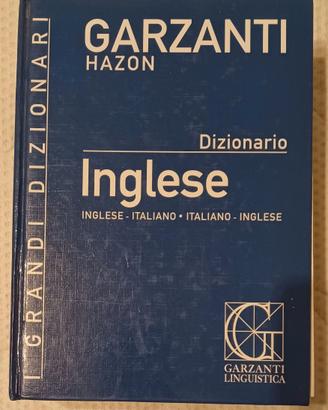 I GRANDI DIZIONARI
GARZANTI
HAZON
Dizionario
Inglese
INGLESE - ITALIANO • ITALIANO - INGLESE
GARZANTI
LINGUISTICA